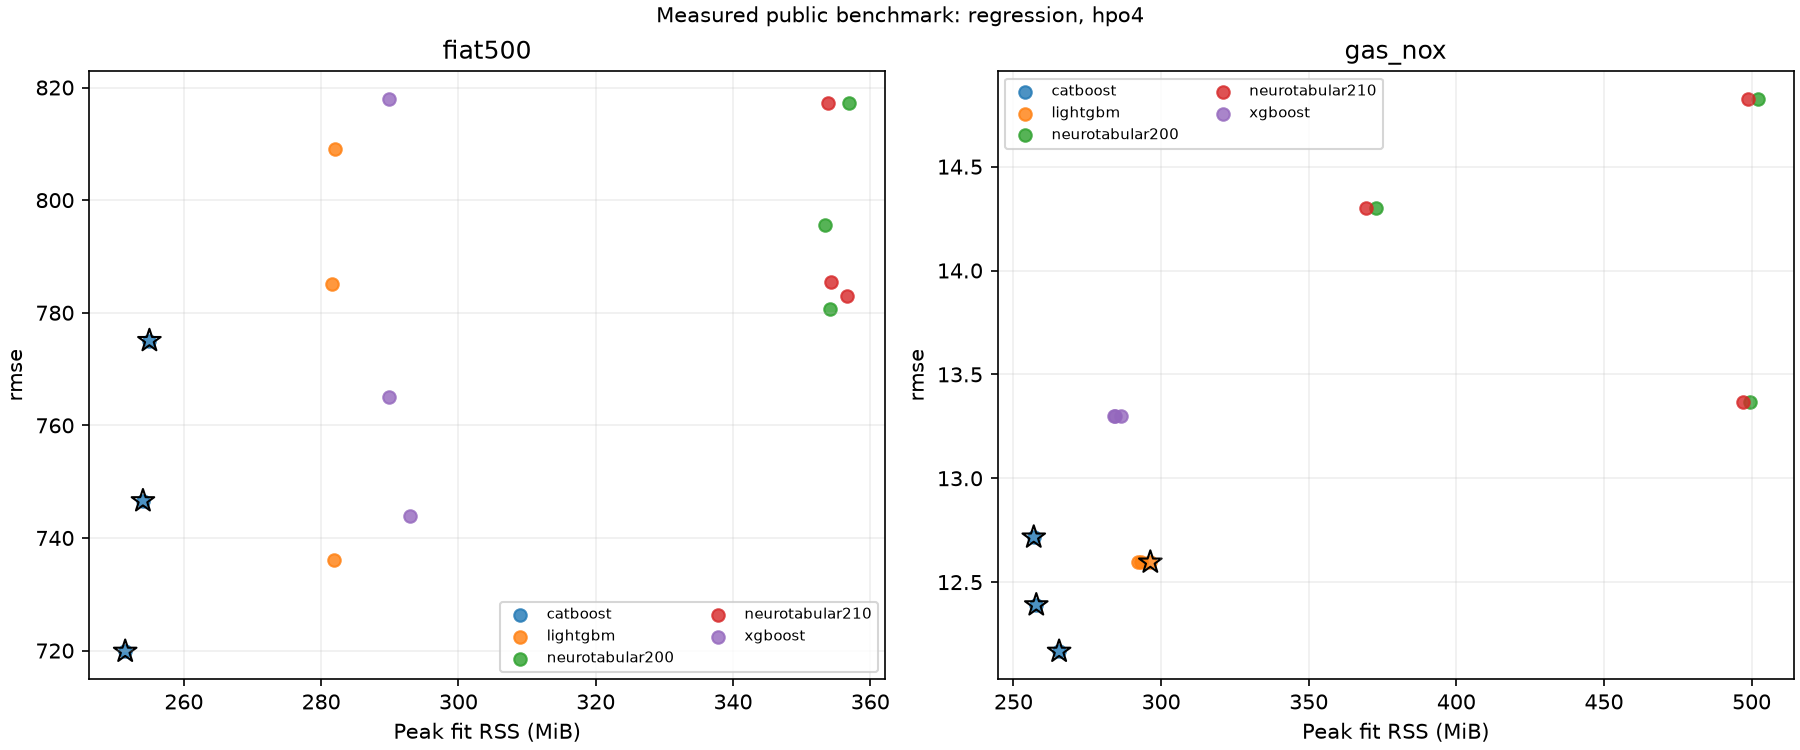 Measured public benchmark: regression, hpo4
fiat500
rmse
820
800
780
760
740
720
catboost
lightgbm
neurotabular200
neurotabular210
xgboost
260
280
300
320
340
360
Peak fit RSS (MiB)
gas_nox
rmse
14.5
14.0
13.5
13.0
12.5
catboost
lightgbm
neurotabular200
neurotabular210
xgboost
250
300
350
400
450
500
Peak fit RSS (MiB)